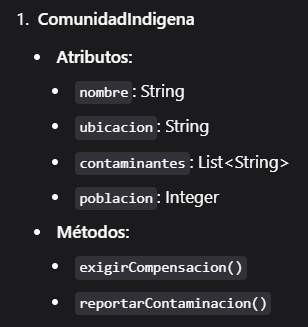 1. ComunidadIndigena
• Atributos:
• nombre: String
• ubicacion: String
• contaminantes: List<String>
• poblacion: Integer
• Métodos:
• exigirCompensacion()
• reportarContaminacion()